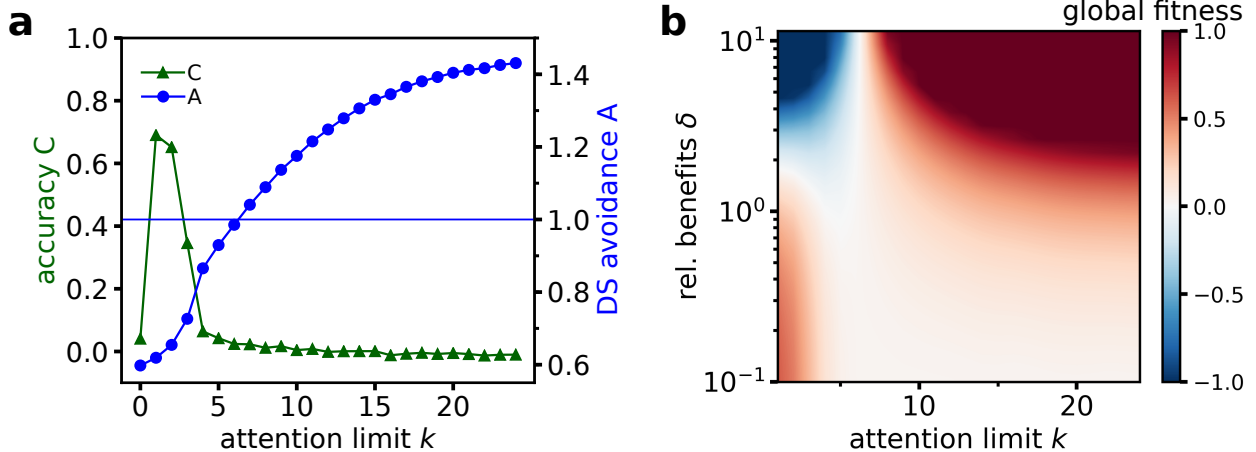 a
1.0
0.8
0.6
0.4
0.2
0.0
accuracy C
C
A
1.4
1.2
1.0
0.8
0.6
DS avoidance A
0 5 10 15 20
attention limit k
b
global fitness
10¹
10⁰
10⁻¹
rel. benefits δ
10 20
attention limit k
1.0
0.5
0.0
−0.5
−1.0